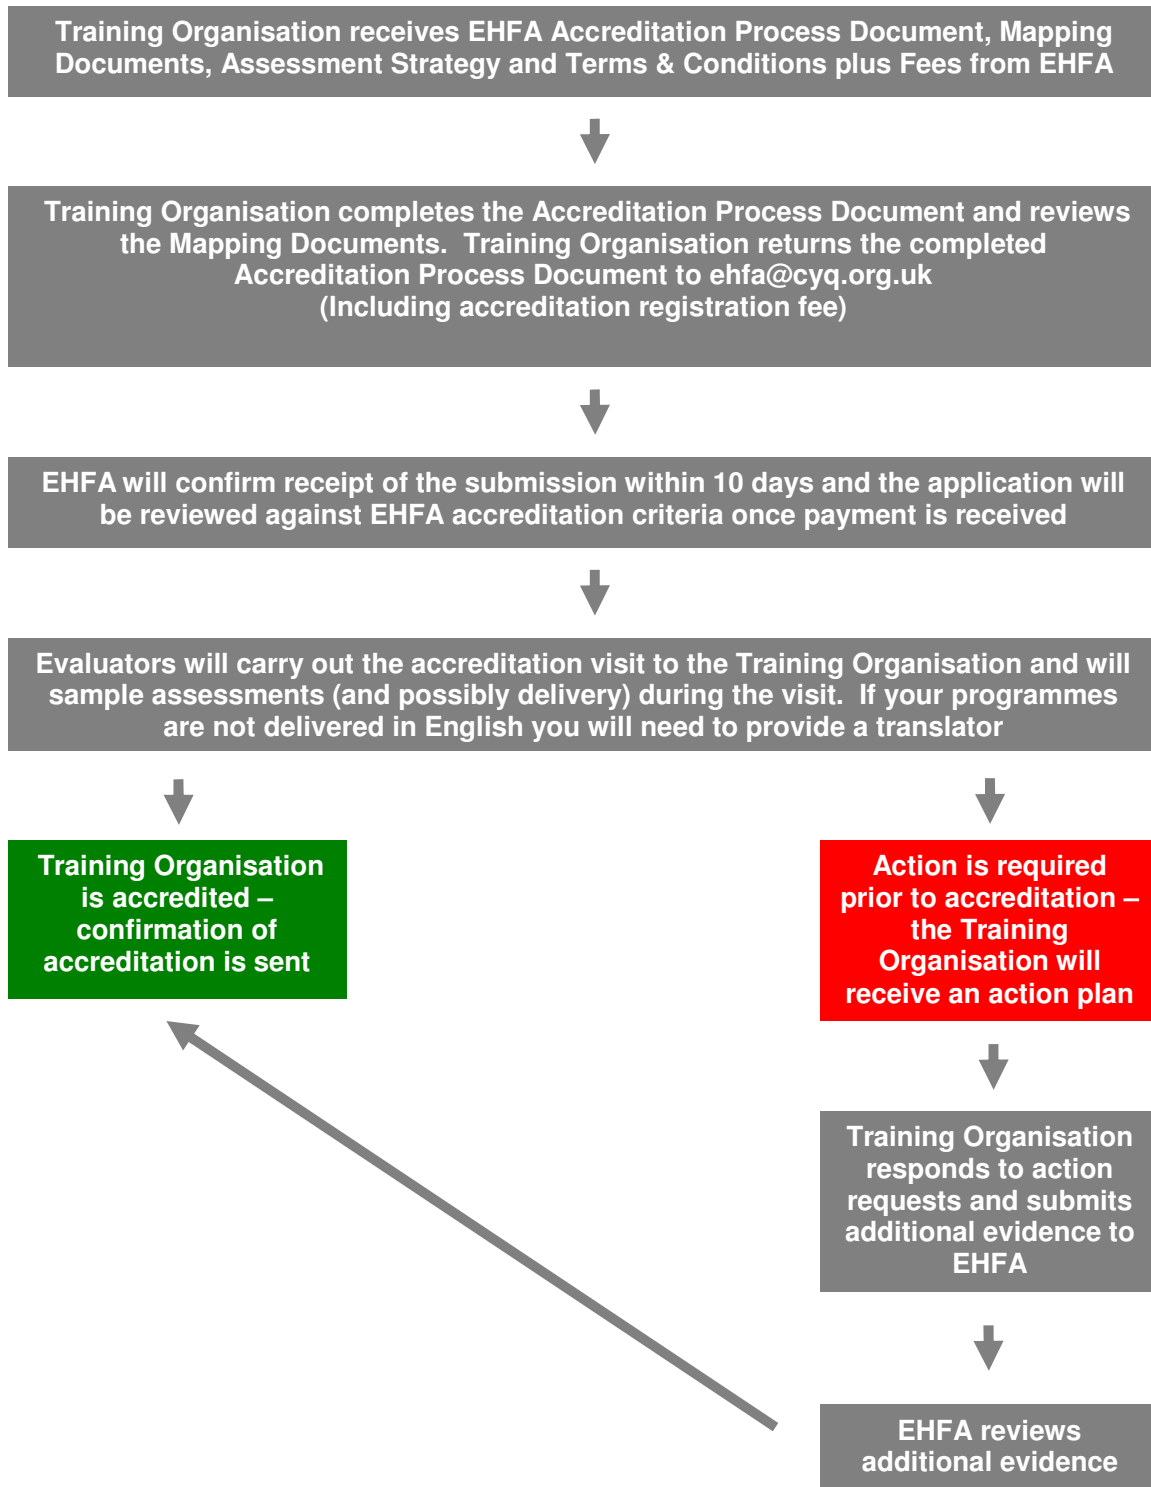 Training Organisation receives EHFA Accreditation Process Document, Mapping
Documents, Assessment Strategy and Terms & Conditions plus Fees from EHFA
Training Organisation completes the Accreditation Process Document and reviews
the Mapping Documents.  Training Organisation returns the completed
Accreditation Process Document to ehfa@cyq.org.uk
(Including accreditation registration fee)
EHFA will confirm receipt of the submission within 10 days and the application will
be reviewed against EHFA accreditation criteria once payment is received
Evaluators will carry out the accreditation visit to the Training Organisation and will
sample assessments (and possibly delivery) during the visit.  If your programmes
are not delivered in English you will need to provide a translator
Training Organisation
is accredited –
confirmation of
accreditation is sent
Action is required
prior to accreditation –
the Training
Organisation will
receive an action plan
Training Organisation
responds to action
requests and submits
additional evidence to
EHFA
EHFA reviews
additional evidence